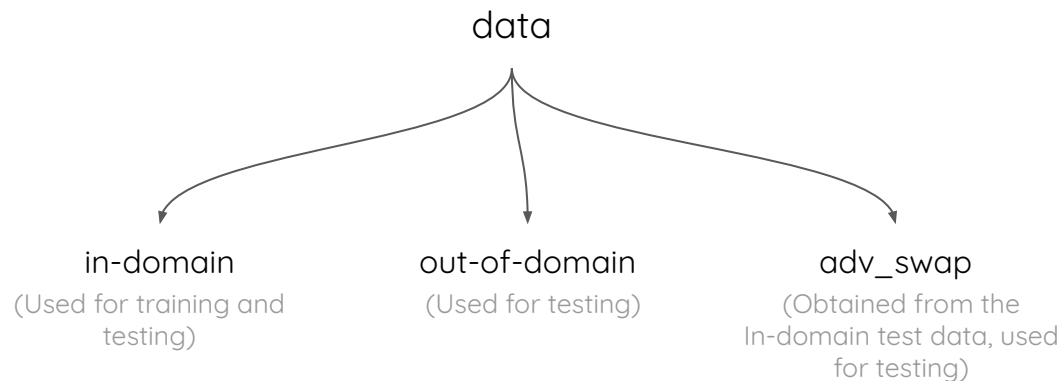 data
in-domain
(Used for training and
testing)
out-of-domain
(Used for testing)
adv_swap
(Obtained from the
In-domain test data, used
for testing)